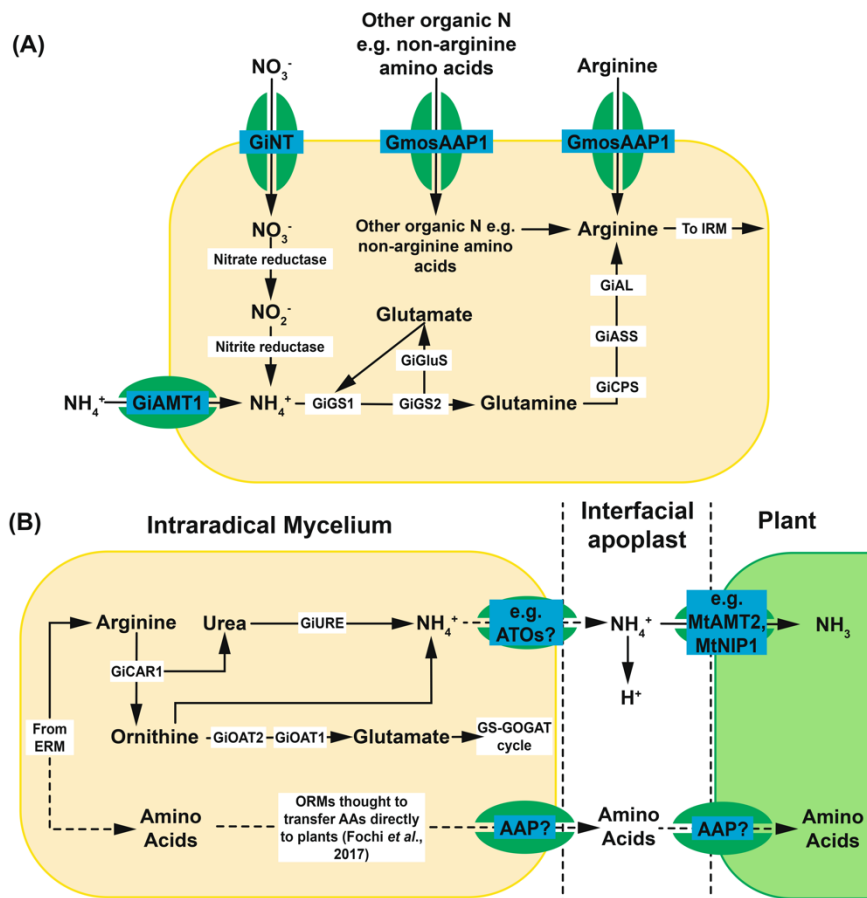 (A)
NO3-
Other organic N
e.g. non-arginine
amino acids
Arginine
GiNT
GmosAAP1
GmosAAP1
NO3-
Other organic N e.g.
non-arginine amino
acids
Arginine
To IRM
Nitrate reductase
NO2-
Nitrite reductase
Glutamate
GiGluS
GiAL
GiASS
GiCPS
NH4+
GiAMT1
NH4+
GiGS1
GiGS2
Glutamine
(B)
Intraradical Mycelium
Interfacial
apoplast
Plant
Arginine
Urea
GiURE
NH4+
e.g.
ATOs?
NH4+
e.g.
MtAMT2,
MtNIP1
NH3
GiCAR1
H+
From
ERM
Ornithine
GiOAT2
GiOAT1
Glutamate
GS-GOGAT
cycle
Amino
Acids
ORMs thought to
transfer AAs directly
to plants (Fochi et al.,
2017)
AAP?
Amino
Acids
AAP?
Amino
Acids